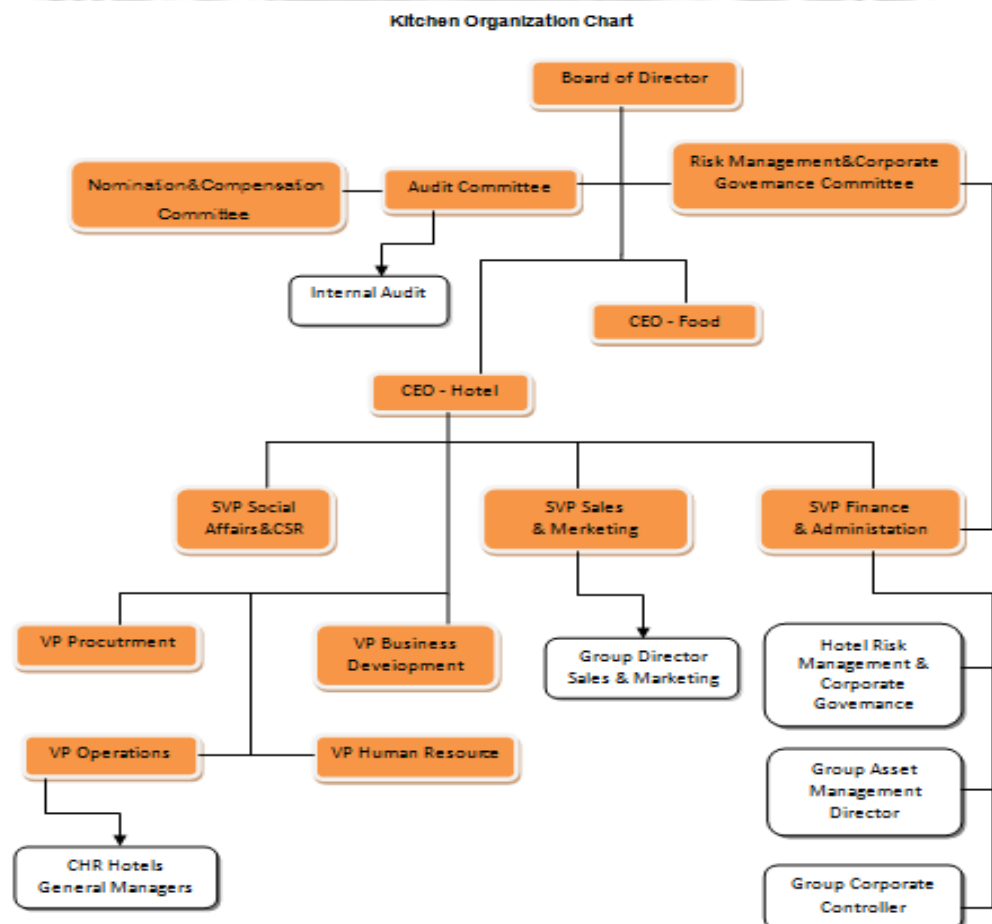 Kitchen Organization Chart
Board of Director
Nomination&Compensation
Committee
Audit Committee
Risk Management&Corporate
Governance Committee
Internal Audit
CEO - Food
CEO - Hotel
SVP Social
Affairs&CSR
SVP Sales
& Merketing
SVP Finance
& Administation
VP Procutrment
VP Business
Deveiopment
Group Director
Sales & Marketing
Hotel Risk
Management &
Corporate
Governance
VP Operations
VP Human Resource
Group Asset
Management
Director
CHR Hotels
General Managers
Group Corporate
Controller